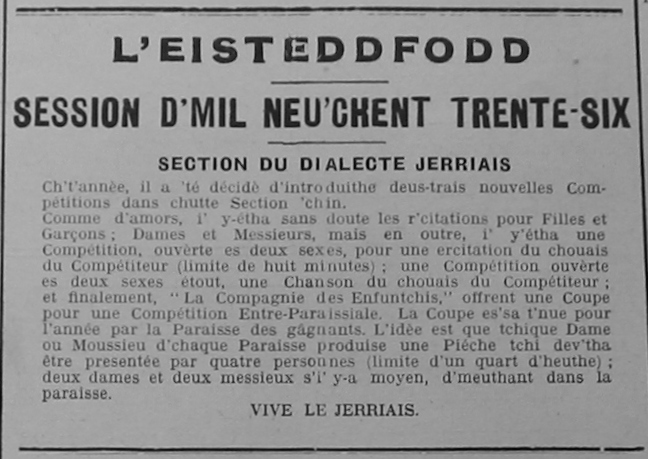 L'EISTEDDFODD
SESSION D'MIL NEU'CHENT TRENTE-SIX
SECTION DU DIALECTE JERRIAIS
Ch't'annèe, il a 'té décidè d'introduithe deus-trais nouvelles Com-
pétitions dans chutte Section 'chin.
Comme d'amors, i' y-étha sans doute les r'citations pour Filles et
Garçons; Dames et Messieurs, mais en outre, i' y'étha une
Compétition, ouvèrte es deux sexes, pour une ercitation du chouais
du Compétiteur (limite de huit minutes); une Compétition ouvèrte
es deux sexes étout, une Chanson du chouais du Compétiteur;
et finalement, "La Compagnie des Enfuntchis," offrent une Coupe
pour une Compétition Entre-Paraissiale. La Coupe es'sa t'nue pour
l'année par la Paraisse des gâgnants. L'idèe est que tchique Dame
ou Moussieu d'chaque Paraisse produise une Piéche tchi dev'tha
être presentée par quatre personnes (limite d'un quart d'heuthe);
deux dames et deux messieux s'i' y-a moyen, d'meuthant dans la
paraisse.
VIVE LE JERRIAIS.